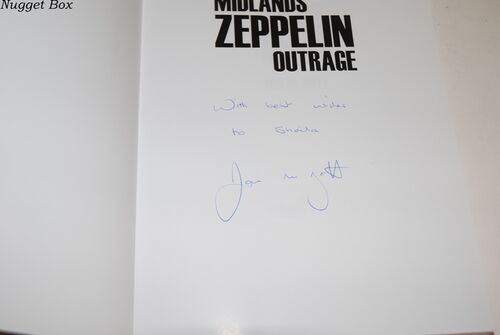 Nugget Box
MIDLANDS
ZEPPELIN
OUTRAGE
With best wishes
to Sheila